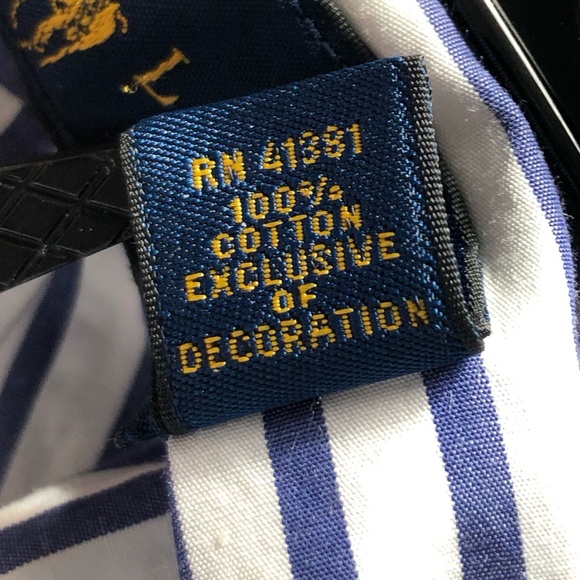 L
RN 41381
100%
COTTON
EXCLUSIVE
OF
DECORATION